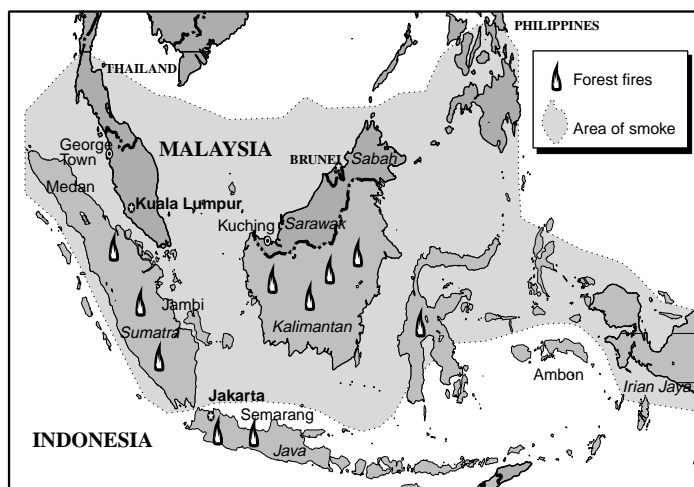 PHILIPPINES
THAILAND
Forest fires
Area of smoke
George
Town
MALAYSIA
BRUNEI
Sabah
Medan
Kuala Lumpur
Kuching
Sarawak
Jambi
Sumatra
Kalimantan
Jakarta
Semarang
Ambon
Irian Jaya
INDONESIA
Java